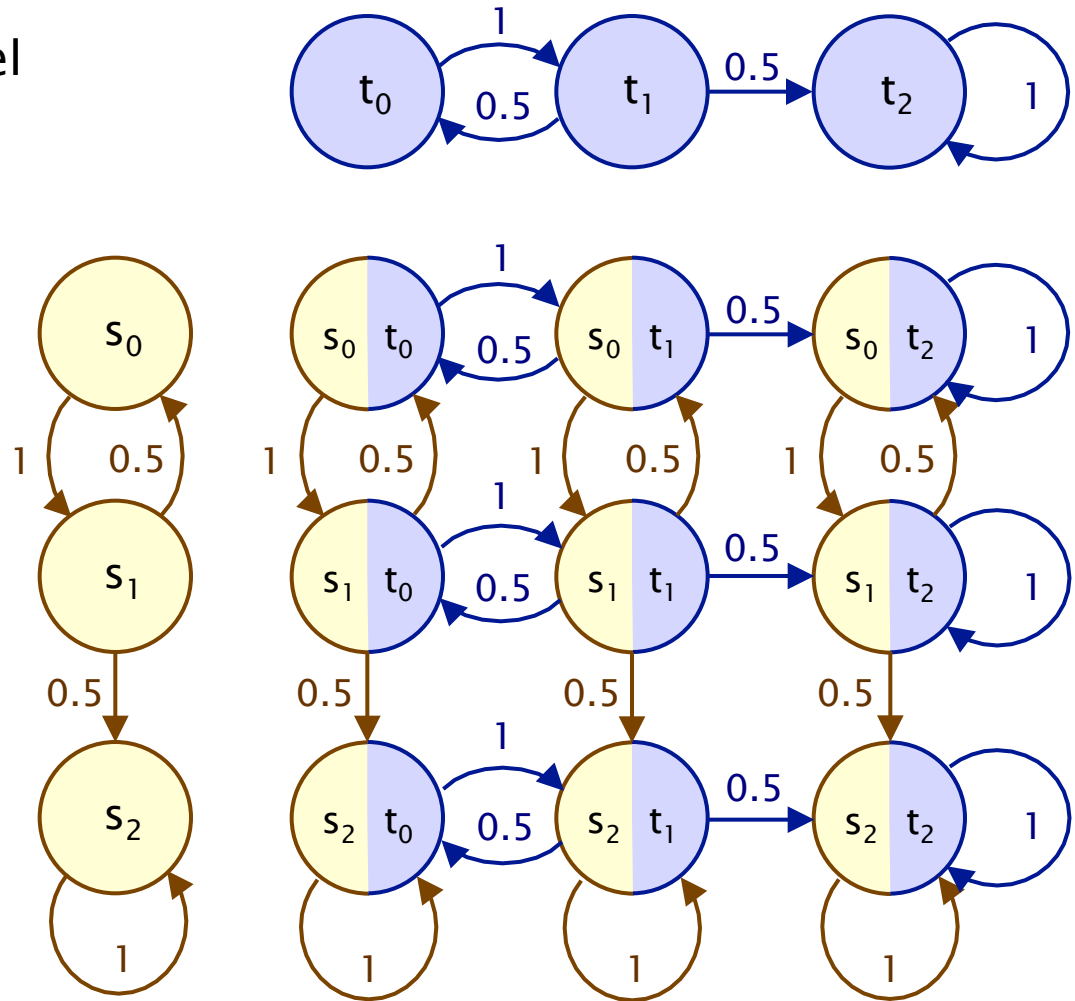 el
1
t₀ 0.5 t₁ 0.5 t₂ 1
1
s₀ s₀ t₀ 0.5 s₀ t₁ 0.5 s₀ t₂ 1
1 0.5 1 0.5 1 0.5 1 0.5
1
s₁ s₁ t₀ 0.5 s₁ t₁ 0.5 s₁ t₂ 1
0.5 0.5 0.5 0.5
1
s₂ s₂ t₀ 0.5 s₂ t₁ 0.5 s₂ t₂ 1
1 1 1 1